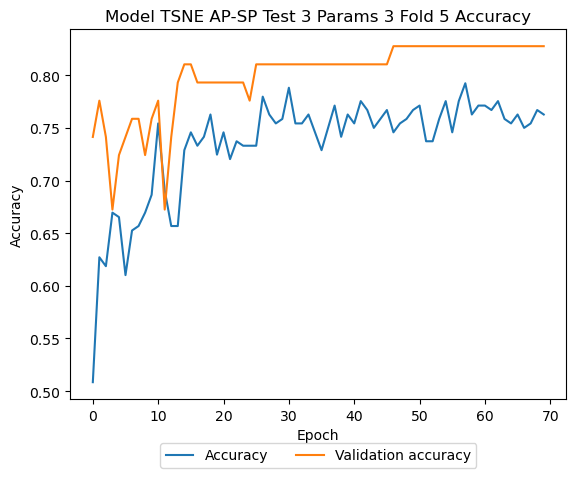 Model TSNE AP-SP Test 3 Params 3 Fold 5 Accuracy
0.80
0.75
0.70
0.65
0.60
0.55
0.50
Accuracy
0 10 20 30 40 50 60 70
Epoch
Accuracy Validation accuracy